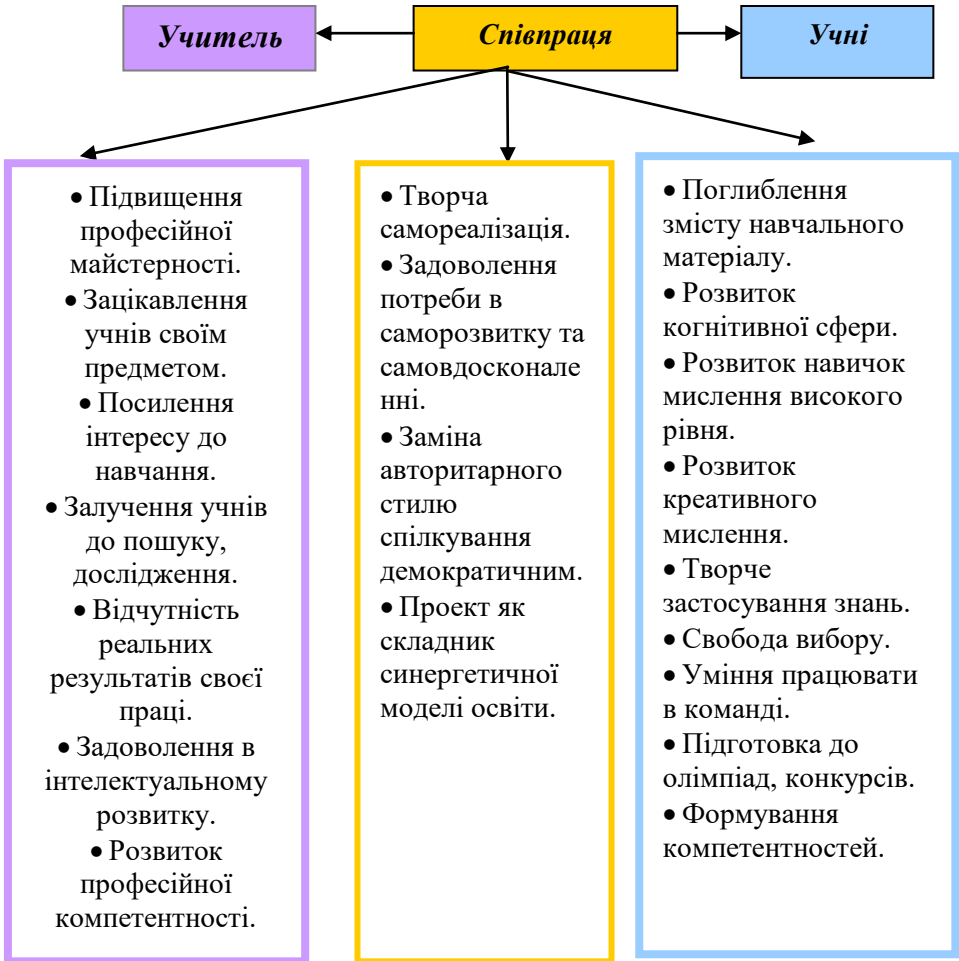 Учитель
Співпраця
Учні
• Підвищення
професійної
майстерності.
• Зацікавлення
учнів своїм
предметом.
• Посилення
інтересу до
навчання.
• Залучення учнів
до пошуку,
дослідження.
• Відчутність
реальних
результатів своєї
праці.
• Задоволення в
інтелектуальному
розвитку.
• Розвиток
професійної
компетентності.
• Творча
самореалізація.
• Задоволення
потреби в
саморозвитку та
самовдосконале
нні.
• Заміна
авторитарного
стилю
спілкування
демократичним.
• Проект як
складник
синергетичної
моделі освіти.
• Поглиблення
змісту навчального
матеріалу.
• Розвиток
когнітивної сфери.
• Розвиток навичок
мислення високого
рівня.
• Розвиток
креативного
мислення.
• Творче
застосування знань.
• Свобода вибору.
• Уміння працювати
в команді.
• Підготовка до
олімпіад, конкурсів.
• Формування
компетентностей.